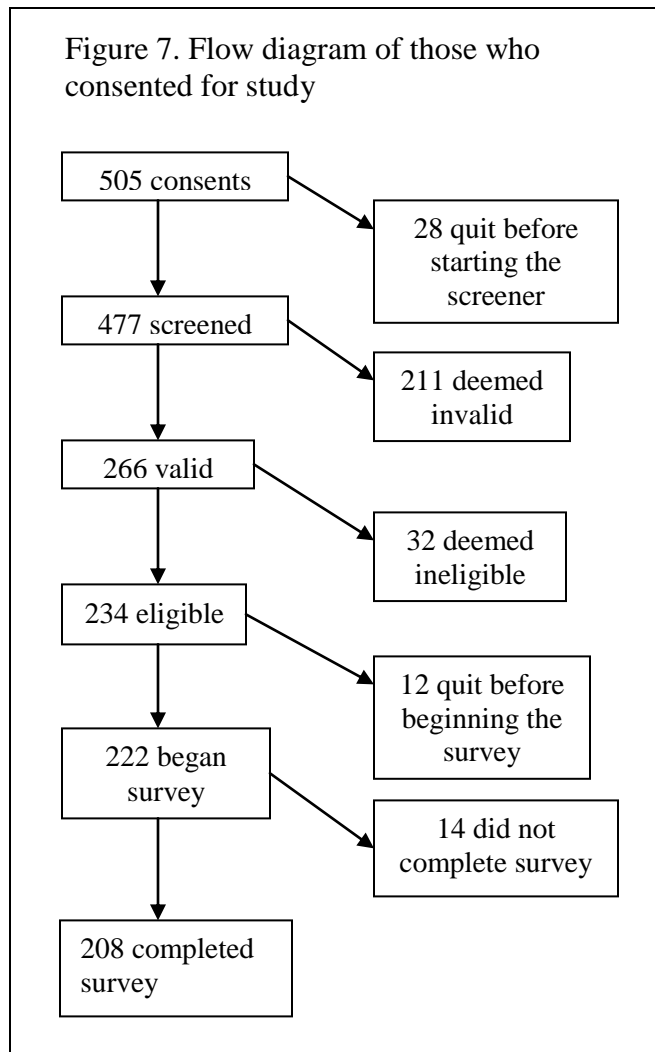 Figure 7. Flow diagram of those who
consented for study
505 consents
28 quit before
starting the
screener
477 screened
211 deemed
invalid
266 valid
32 deemed
ineligible
234 eligible
12 quit before
beginning the
survey
222 began
survey
14 did not
complete survey
208 completed
survey